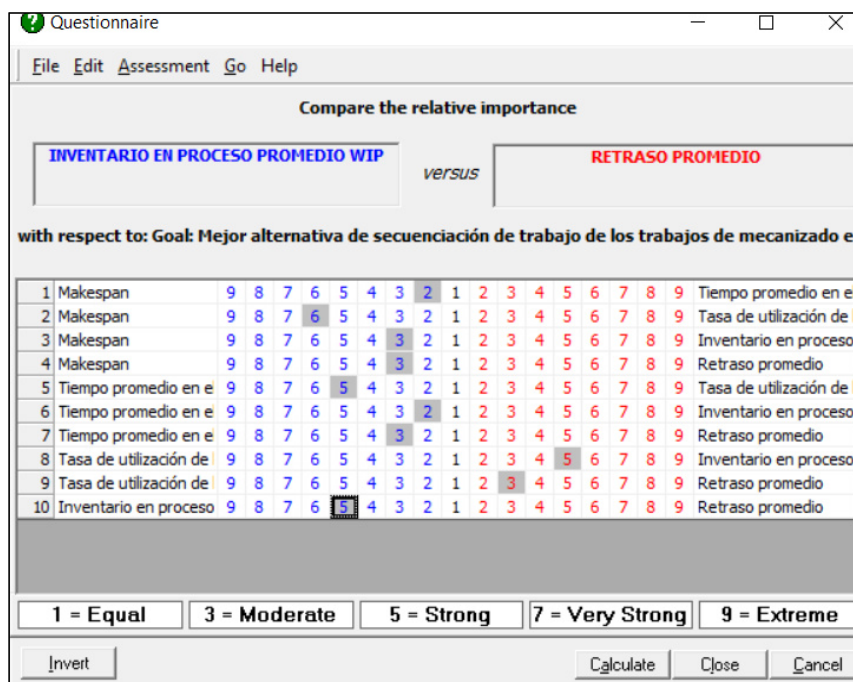 Questionnaire
File Edit Assessment Go Help
Compare the relative importance
INVENTARIO EN PROCESO PROMEDIO WIP versus RETRASO PROMEDIO
with respect to: Goal: Mejor alternativa de secuenciación de trabajo de los trabajos de mecanizado e
1 Makespan 9 8 7 6 5 4 3 2 1 2 3 4 5 6 7 8 9 Tiempo promedio en e
2 Makespan 9 8 7 6 5 4 3 2 1 2 3 4 5 6 7 8 9 Tasa de utilización de
3 Makespan 9 8 7 6 5 4 3 2 1 2 3 4 5 6 7 8 9 Inventario en proceso
4 Makespan 9 8 7 6 5 4 3 2 1 2 3 4 5 6 7 8 9 Retraso promedio
5 Tiempo promedio en el 9 8 7 6 5 4 3 2 1 2 3 4 5 6 7 8 9 Tasa de utilización de
6 Tiempo promedio en el 9 8 7 6 5 4 3 2 1 2 3 4 5 6 7 8 9 Inventario en proceso
7 Tiempo promedio en el 9 8 7 6 5 4 3 2 1 2 3 4 5 6 7 8 9 Retraso promedio
8 Tasa de utilización de 9 8 7 6 5 4 3 2 1 2 3 4 5 6 7 8 9 Inventario en proceso
9 Tasa de utilización de 9 8 7 6 5 4 3 2 1 2 3 4 5 6 7 8 9 Retraso promedio
10 Inventario en proceso 9 8 7 6 5 4 3 2 1 2 3 4 5 6 7 8 9 Retraso promedio
1 = Equal 3 = Moderate 5 = Strong 7 = Very Strong 9 = Extreme
Invert Calculate Close Cancel